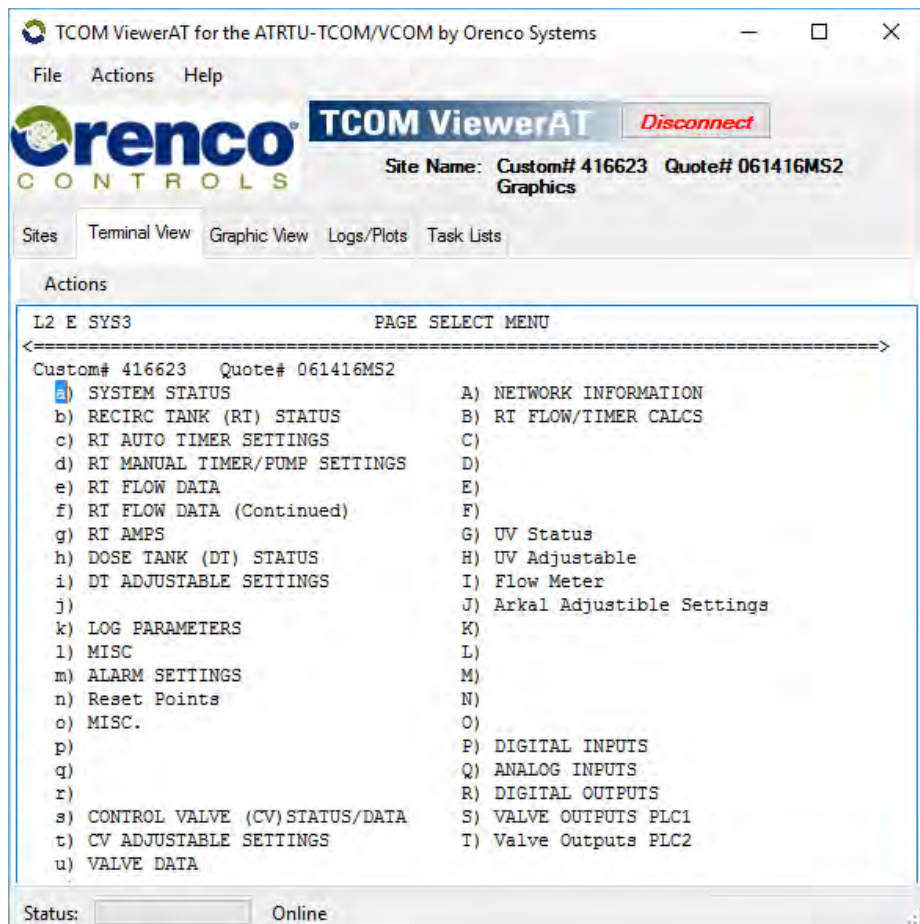 TCOM ViewerAT for the ATRTU-TCOM/VCOM by Orenco Systems
File Actions Help
Orenco®
CONTROLS
TCOM ViewerAT Disconnect
Site Name: Custom# 416623 Quote# 061416MS2
Graphics
Sites Terminal View Graphic View Logs/Plots Task Lists
Actions
L2 E SYS3 PAGE SELECT MENU
<=============================================================================>
Custom# 416623 Quote# 061416MS2
a) SYSTEM STATUS A) NETWORK INFORMATION
b) RECIRC TANK (RT) STATUS B) RT FLOW/TIMER CALCS
c) RT AUTO TIMER SETTINGS C)
d) RT MANUAL TIMER/PUMP SETTINGS D)
e) RT FLOW DATA E)
f) RT FLOW DATA (Continued) F)
g) RT AMPS G) UV Status
h) DOSE TANK (DT) STATUS H) UV Adjustable
i) DT ADJUSTABLE SETTINGS I) Flow Meter
j) J) Arkal Adjustible Settings
k) LOG PARAMETERS K)
l) MISC L)
m) ALARM SETTINGS M)
n) Reset Points N)
o) MISC. O)
p) P) DIGITAL INPUTS
q) Q) ANALOG INPUTS
r) R) DIGITAL OUTPUTS
s) CONTROL VALVE (CV)STATUS/DATA S) VALVE OUTPUTS PLC1
t) CV ADJUSTABLE SETTINGS T) Valve Outputs PLC2
u) VALVE DATA
Status: Online